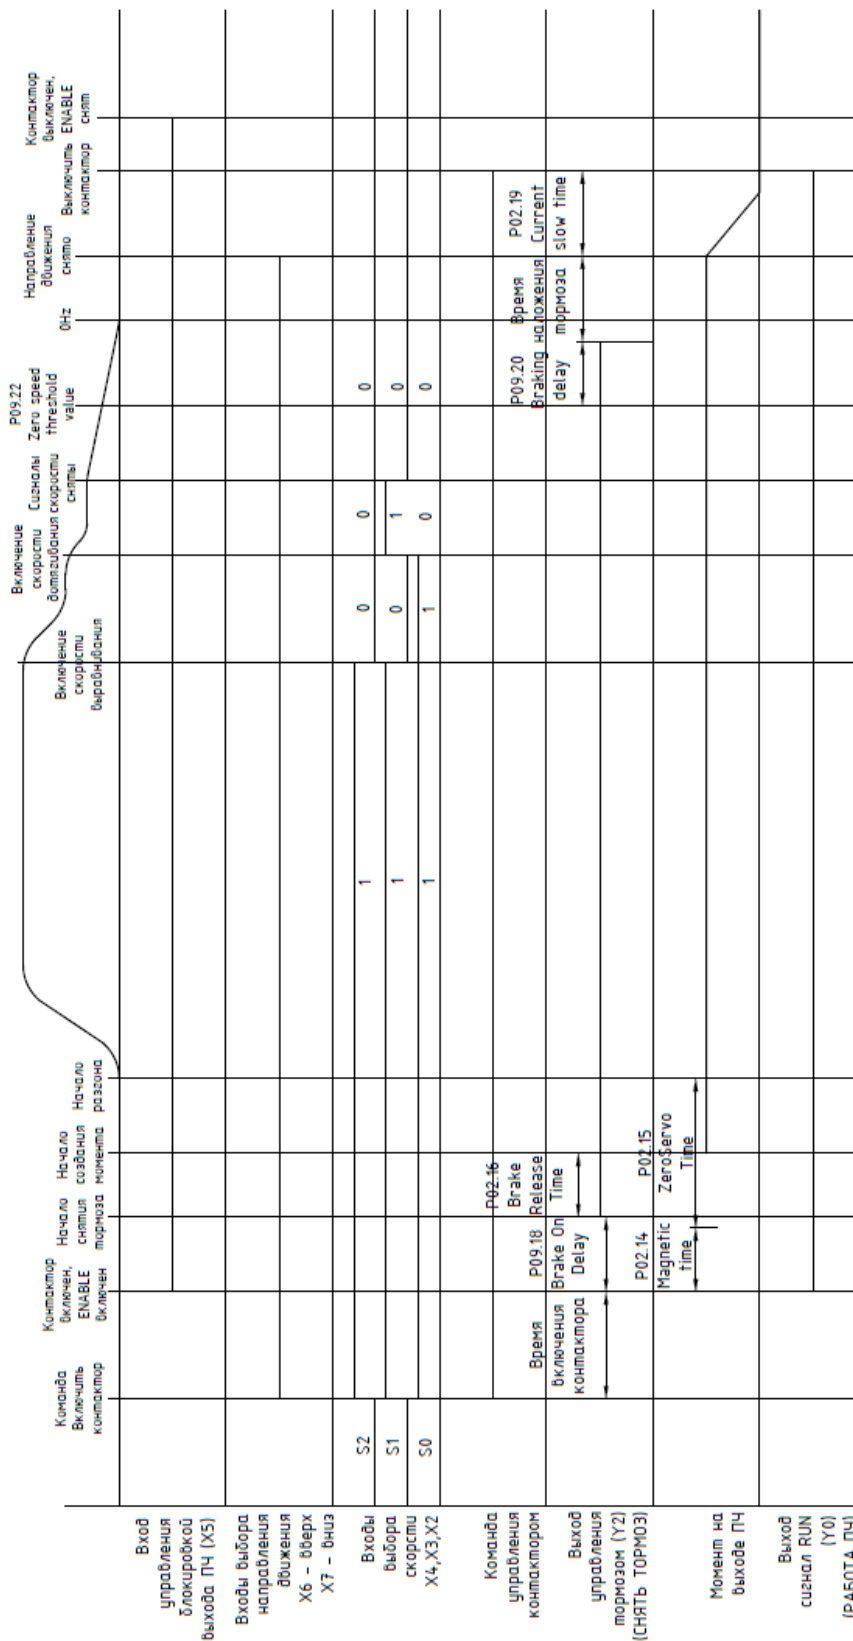 Команда
Включить
контактор
Контактор
включен,
ENABLE
включен
Начало
снятия
тормоза
Начало
создания
момента
Начало
разгона
Включение
скорости
выравнивания
Включение
скорости
дотягивания
Сигналы
скорости
сняты
P09.22
Zero speed
threshold
value
0Hz
Направление
движения
снято
Выключить
контактор
Контактор
выключен,
ENABLE
снят
Вход
управления
блокировкой
выхода ПЧ (X5)
Входы выбора
направления
движения
X6 - вверх
X7 - вниз
Входы
выбора
скорости
X4,X3,X2
S2 1 0 0 0
S1 1 0 1 0
S0 1 1 0 0
Команда
управления
контактором
Выход
управления
тормозом (Y2)
(СНЯТЬ ТОРМОЗ)
Время
включения
контактора
P09.18
Brake On
Delay
P02.16
Brake
Release
Time
P09.20
Braking
delay
Время
наложения
тормоза
P02.19
Current
slow time
Момент на
выходе ПЧ
P02.14
Magnetic
time
P02.15
ZeroServo
Time
Выход
сигнал RUN
(Y0)
(РАБОТА ПЧ)